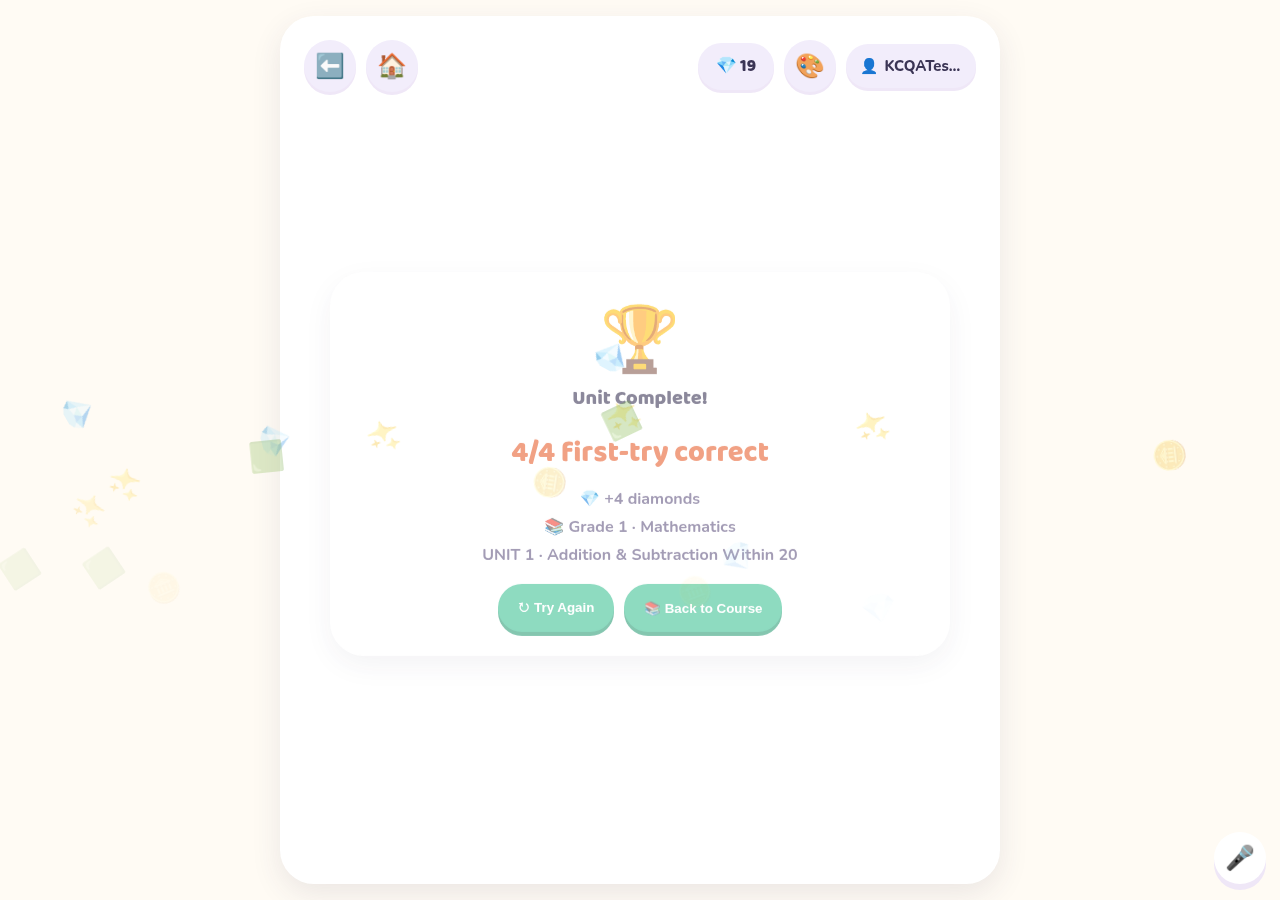 19
KCQATes...
Unit Complete!
4/4 first-try correct
+4 diamonds
Grade 1 · Mathematics
UNIT 1 · Addition & Subtraction Within 20
↻ Try Again
Back to Course